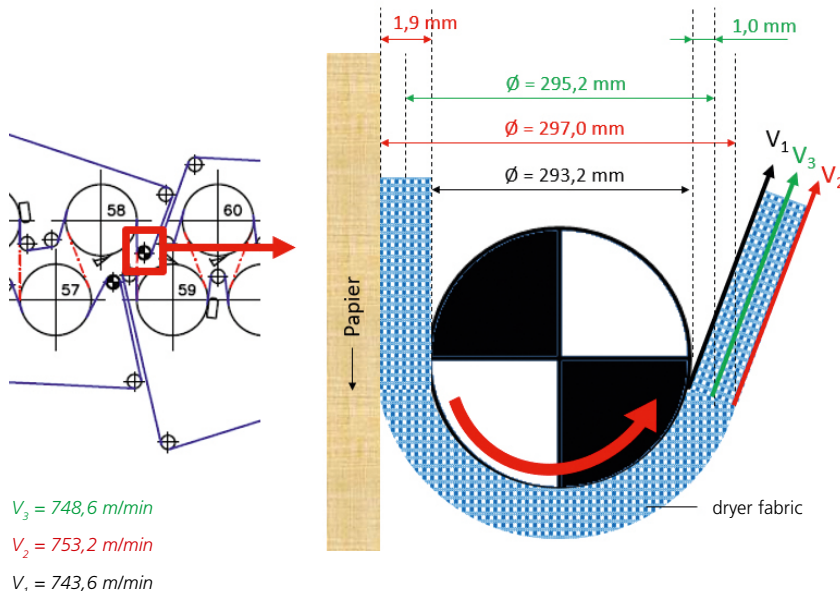 1,9 mm
1,0 mm
Ø = 295,2 mm
Ø = 297,0 mm
Ø = 293,2 mm
V1
V3
V2
58
60
57
59
Papier
dryer fabric
V3 = 748,6 m/min
V2 = 753,2 m/min
V1 = 743,6 m/min